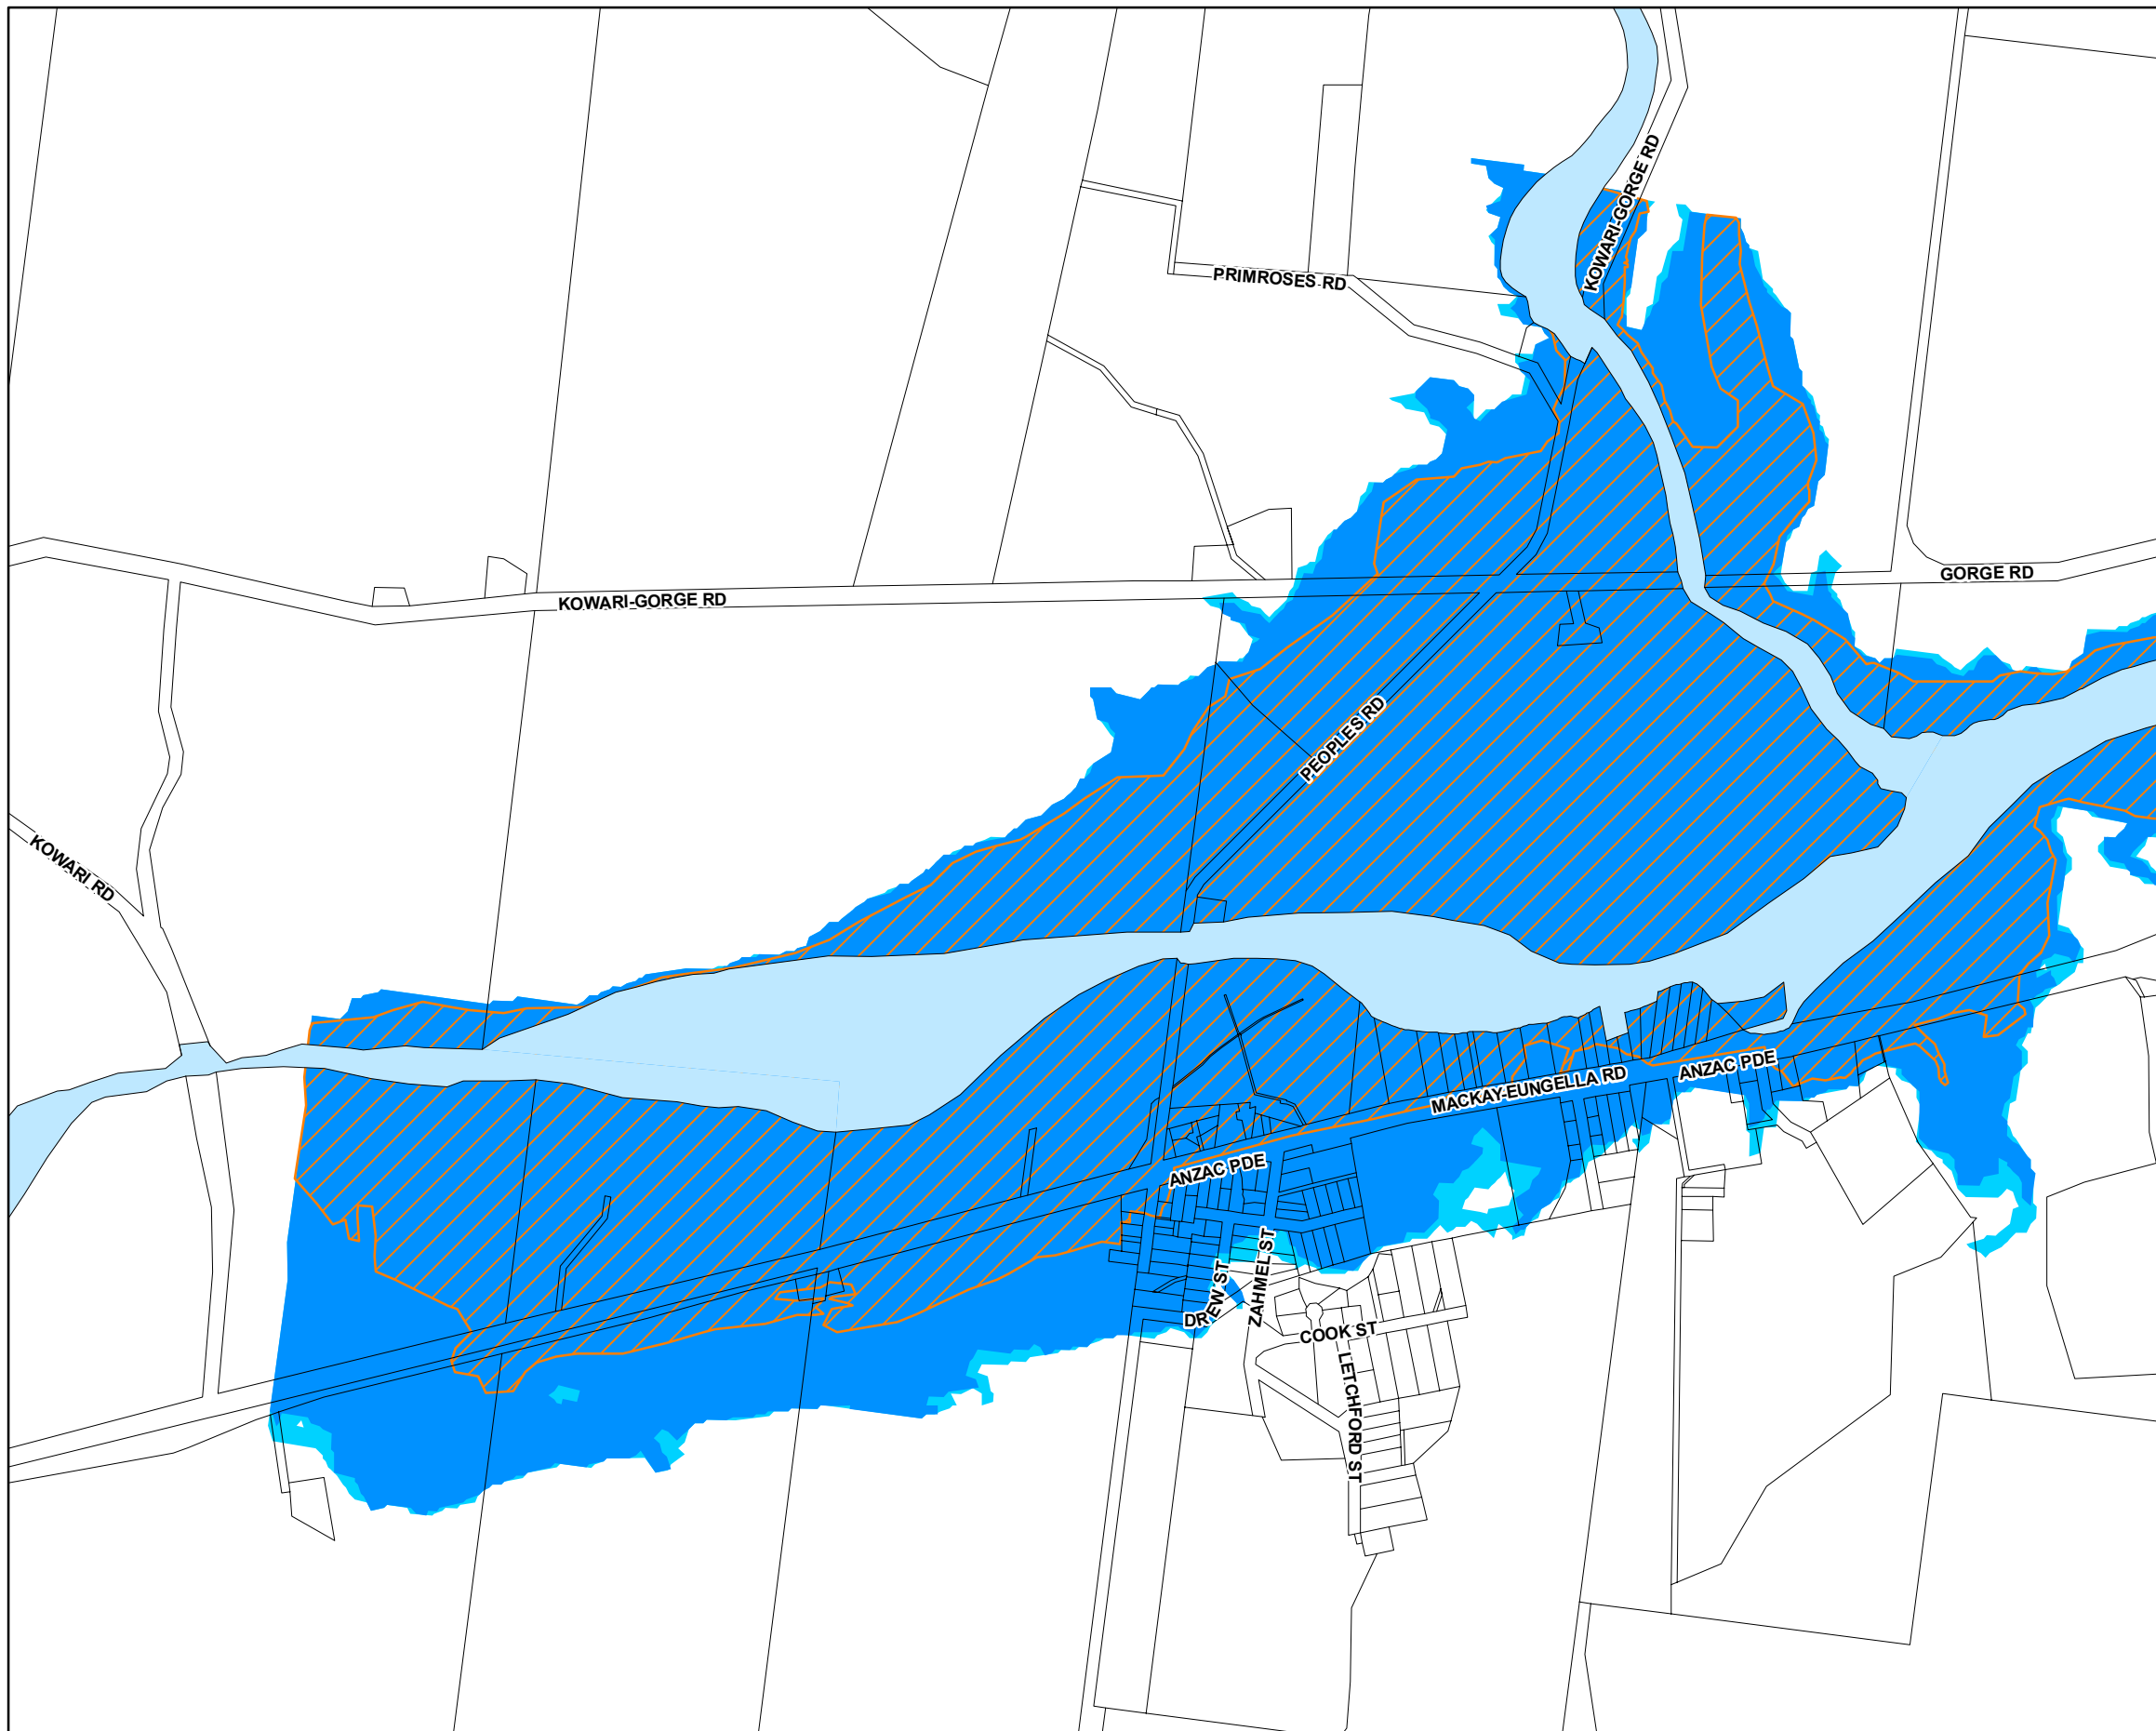 KOWARI-GORGE RD
PRIMROSES RD
GORGE RD
KOWARI-GORGE RD
PEOPLES RD
KOWARI RD
ANZAC PDE
MACKAY-EUNGELLA RD
ANZAC PDE
ZAHMEL ST
DREW ST
COOK ST
LETCHFORD ST